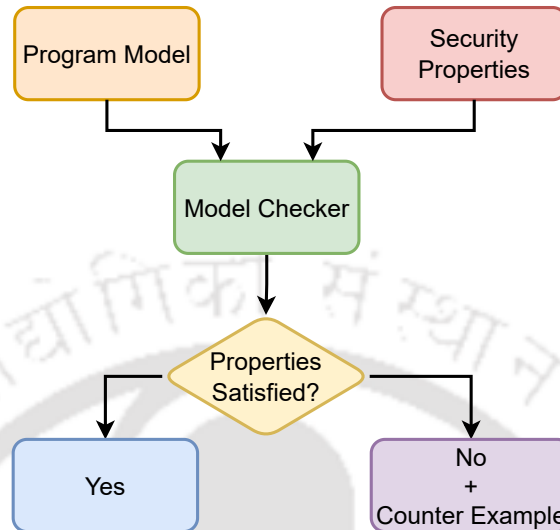 Program Model
Security
Properties
Model Checker
Properties
Satisfied?
Yes
No
+
Counter Example